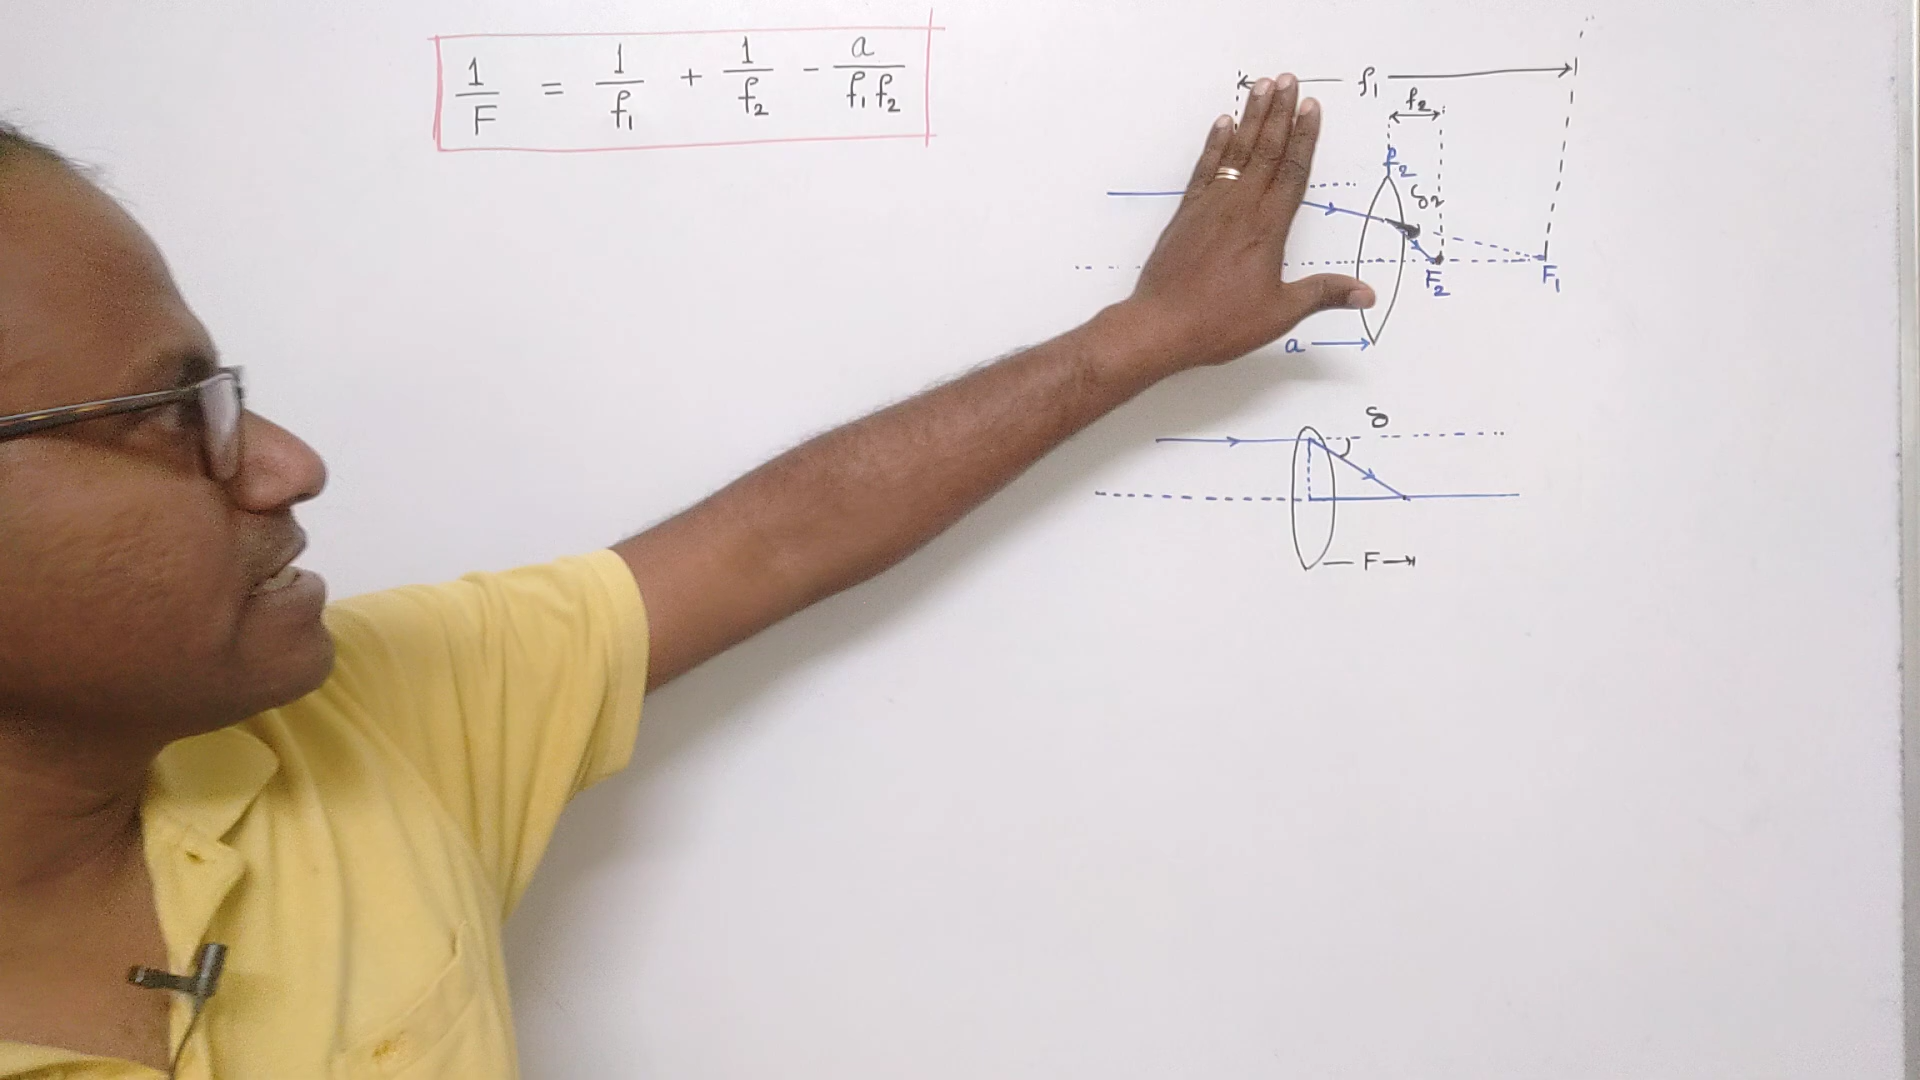 1/F = 1/f₁ + 1/f₂ - a/f₁f₂
f₁
f₂
P₂
δ₂
F₂
F₁
a
δ
F